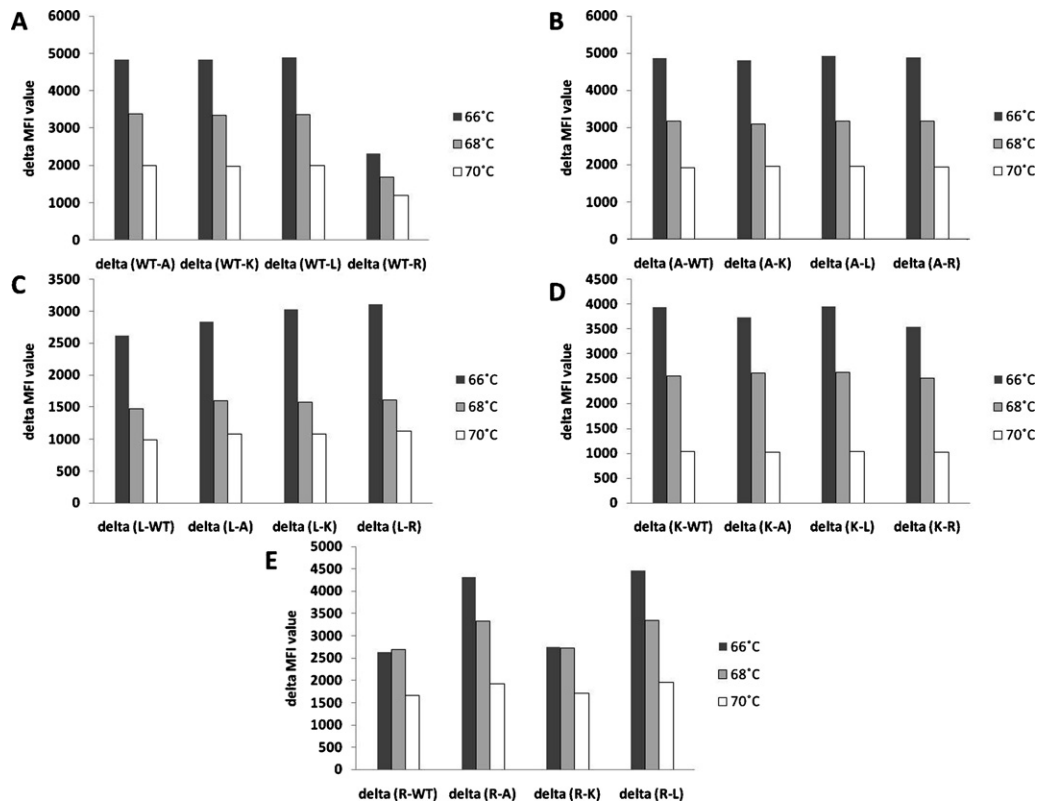 A
6000
5000
4000
3000
2000
1000
0
delta MFI value
delta (WT-A) delta (WT-K) delta (WT-L) delta (WT-R)
66˚C
68˚C
70˚C
B
6000
5000
4000
3000
2000
1000
0
delta MFI value
delta (A-WT) delta (A-K) delta (A-L) delta (A-R)
66˚C
68˚C
70˚C
C
3500
3000
2500
2000
1500
1000
500
0
delta MFI value
delta (L-WT) delta (L-A) delta (L-K) delta (L-R)
66˚C
68˚C
70˚C
D
4500
4000
3500
3000
2500
2000
1500
1000
500
0
delta MFI value
delta (K-WT) delta (K-A) delta (K-L) delta (K-R)
66˚C
68˚C
70˚C
E
5000
4500
4000
3500
3000
2500
2000
1500
1000
500
0
delta MFI value
delta (R-WT) delta (R-A) delta (R-K) delta (R-L)
66˚C
68˚C
70˚C